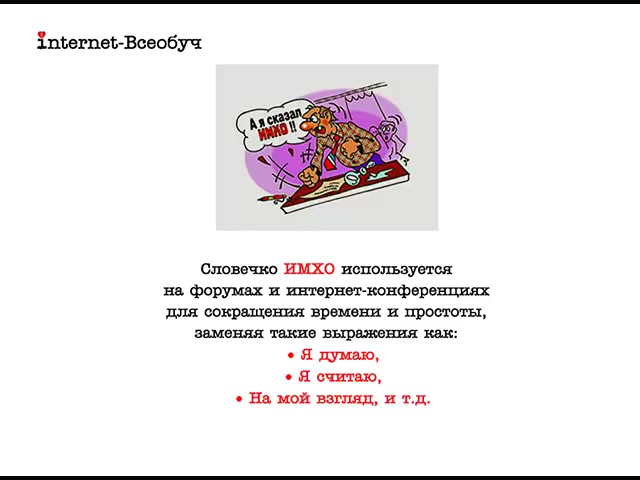 internet-Всеобуч
А я сказал
ИМХО !!
Словечко ИМХО используется
на форумах и интернет-конференциях
для сокращения времени и простоты,
заменяя такие выражения как:
• Я думаю,
• Я считаю,
• На мой взгляд, и т.д.